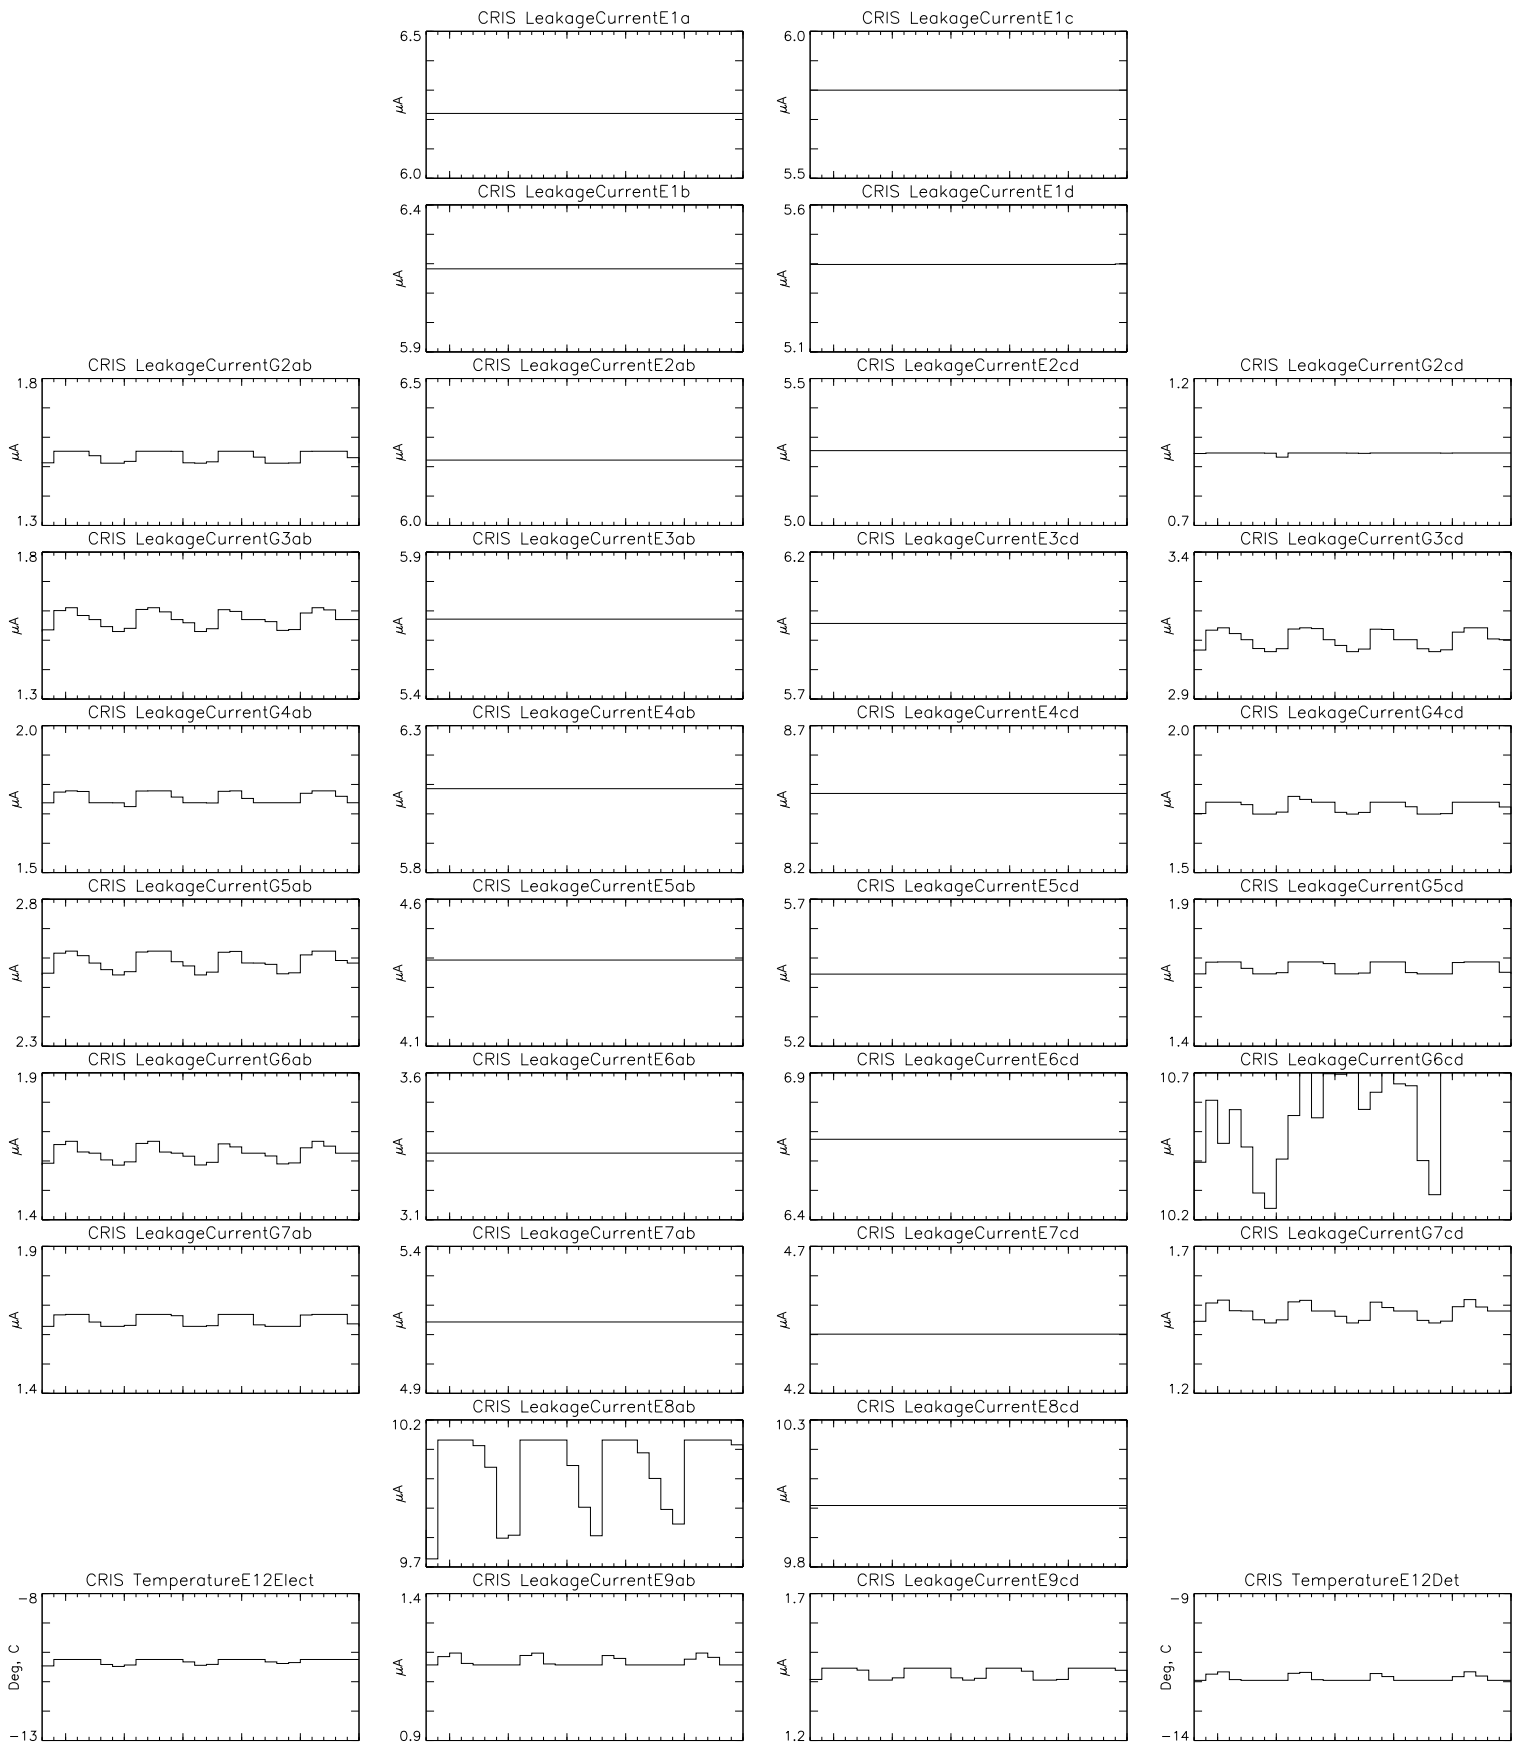 CRIS LeakageCurrentE1a
CRIS LeakageCurrentE1c
6.5
µA
6.0
6.0
µA
5.5
CRIS LeakageCurrentE1b
CRIS LeakageCurrentE1d
6.4
µA
5.9
5.6
µA
5.1
CRIS LeakageCurrentG2ab
CRIS LeakageCurrentE2ab
CRIS LeakageCurrentE2cd
CRIS LeakageCurrentG2cd
1.8
µA
1.3
6.5
µA
6.0
5.5
µA
5.0
1.2
µA
0.7
CRIS LeakageCurrentG3ab
CRIS LeakageCurrentE3ab
CRIS LeakageCurrentE3cd
CRIS LeakageCurrentG3cd
1.8
µA
1.3
5.9
µA
5.4
6.2
µA
5.7
3.4
µA
2.9
CRIS LeakageCurrentG4ab
CRIS LeakageCurrentE4ab
CRIS LeakageCurrentE4cd
CRIS LeakageCurrentG4cd
2.0
µA
1.5
6.3
µA
5.8
8.7
µA
8.2
2.0
µA
1.5
CRIS LeakageCurrentG5ab
CRIS LeakageCurrentE5ab
CRIS LeakageCurrentE5cd
CRIS LeakageCurrentG5cd
2.8
µA
2.3
4.6
µA
4.1
5.7
µA
5.2
1.9
µA
1.4
CRIS LeakageCurrentG6ab
CRIS LeakageCurrentE6ab
CRIS LeakageCurrentE6cd
CRIS LeakageCurrentG6cd
1.9
µA
1.4
3.6
µA
3.1
6.9
µA
6.4
10.7
µA
10.2
CRIS LeakageCurrentG7ab
CRIS LeakageCurrentE7ab
CRIS LeakageCurrentE7cd
CRIS LeakageCurrentG7cd
1.9
µA
1.4
5.4
µA
4.9
4.7
µA
4.2
1.7
µA
1.2
CRIS LeakageCurrentE8ab
CRIS LeakageCurrentE8cd
10.2
µA
9.7
10.3
µA
9.8
CRIS TemperatureE12Elect
CRIS LeakageCurrentE9ab
CRIS LeakageCurrentE9cd
CRIS TemperatureE12Det
-8
Deg, C
-13
1.4
µA
0.9
1.7
µA
1.2
-9
Deg, C
-14